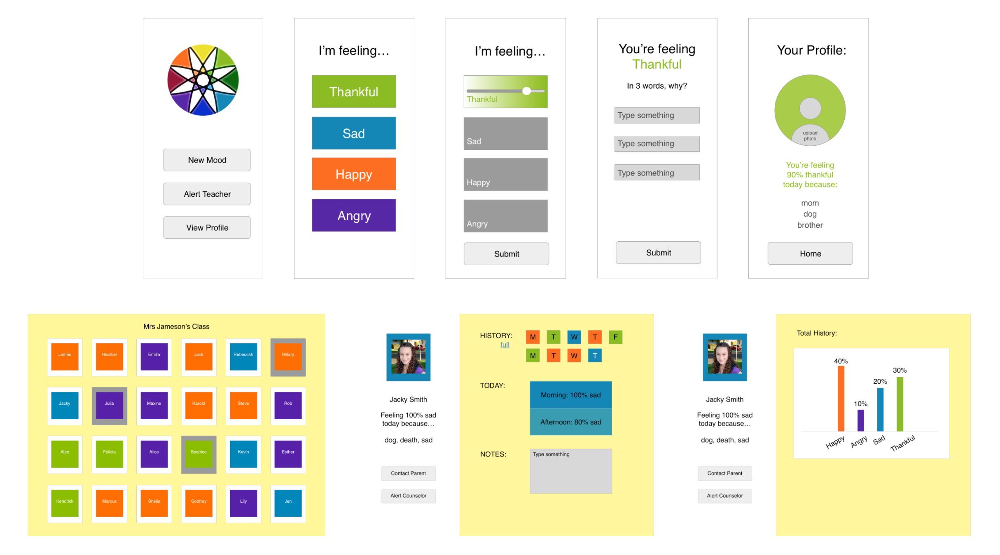 New Mood
Alert Teacher
View Profile
I'm feeling...
Thankful
Sad
Happy
Angry
I'm feeling...
Thankful
Sad
Happy
Angry
Submit
You're feeling
Thankful
In 3 words, why?
Type something
Type something
Type something
Submit
Your Profile:
upload
photo
You're feeling
90% thankful
today because:
mom
dog
brother
Home
Mrs Jameson's Class
James Heather Emilia Jack Rebeccah Hillary
Jacky Julia Maxine Harold Steve Rob
Alex Felicia Alice Beatrice Kevin Esther
Kendrick Marcus Sheila Godfrey Lily Jen
Jacky Smith
Feeling 100% sad
today because...
dog, death, sad
Contact Parent
Alert Counselor
HISTORY: M T W T F
full
M T W T
TODAY:
Morning: 100% sad
Afternoon: 80% sad
NOTES:
Type something
Jacky Smith
Feeling 100% sad
today because...
dog, death, sad
Contact Parent
Alert Counselor
Total History:
40%
10%
20%
30%
Happy
Angry
Sad
Thankful